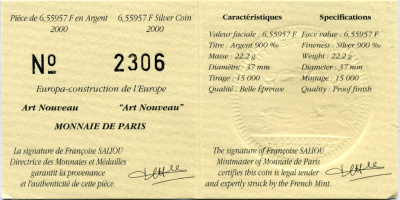 Pièce de 6,55957 F en Argent 6,55957 F Silver Coin
2000 2000
No 2306
Europa-construction de l'Europe
Art Nouveau "Art Nouveau"
MONNAIE DE PARIS
La signature de Françoise SALIOU
Directrice des Monnaies et Médailles
garantit la provenance
et l'authenticité de cette pièce.
Caractéristiques Specifications
Valeur faciale : 6,55957 F Face value : 6,55957 F
Titre : Argent 900 ‰ Fineness : Silver 900 ‰
Masse : 22,2 g Weight : 22,2 g
Diamètre : 37 mm Diameter : 37 mm
Tirage : 15 000 Mintage : 15 000
Qualité : Belle Épreuve Quality : Proof finish
The signature of Françoise SALIOU
Mintmaster of Monnaie de Paris
certifies this coin is legal tender
and expertly struck by the French Mint.